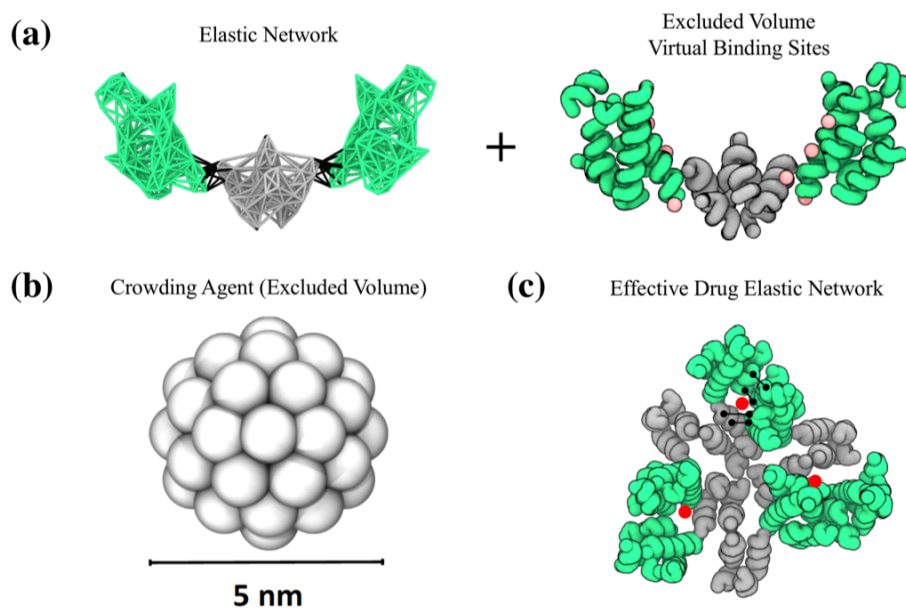 (a)
Elastic Network
+
Excluded Volume
Virtual Binding Sites
(b)
Crowding Agent (Excluded Volume)
5 nm
(c)
Effective Drug Elastic Network